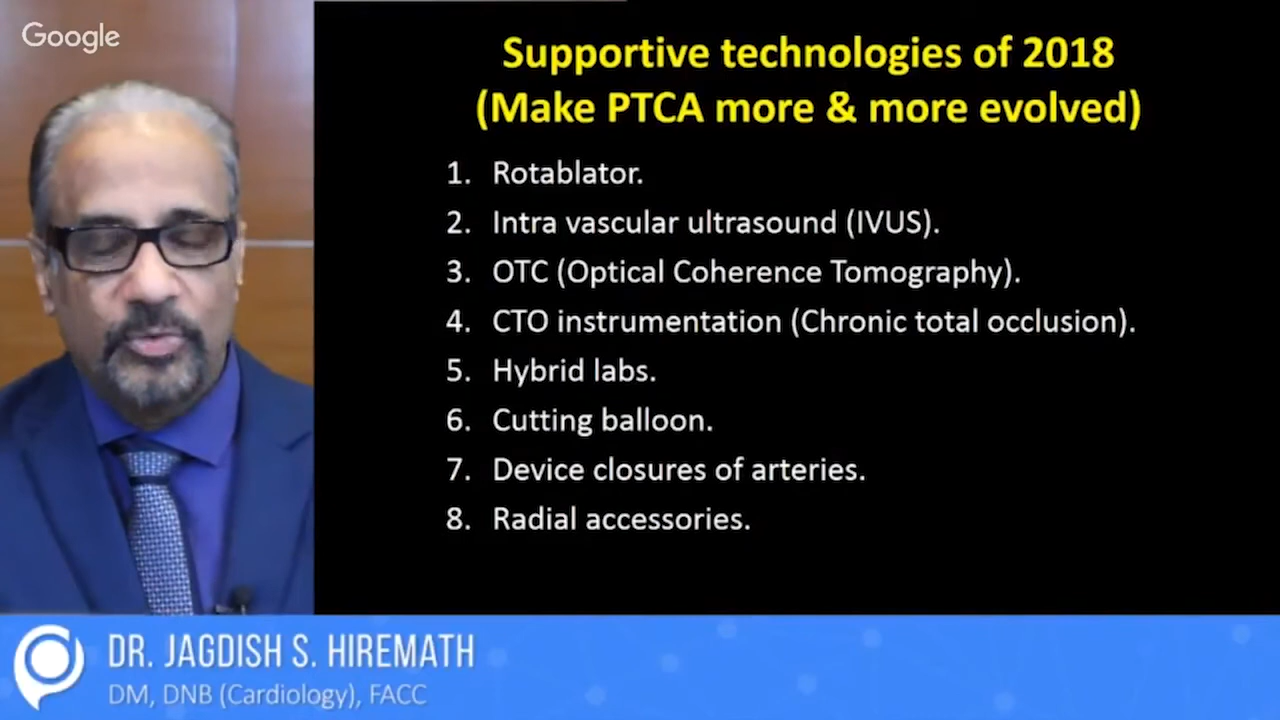 Google
Supportive technologies of 2018
(Make PTCA more & more evolved)
1. Rotablator.
2. Intra vascular ultrasound (IVUS).
3. OTC (Optical Coherence Tomography).
4. CTO instrumentation (Chronic total occlusion).
5. Hybrid labs.
6. Cutting balloon.
7. Device closures of arteries.
8. Radial accessories.
DR. JAGDISH S. HIREMATH
DM, DNB (Cardiology), FACC